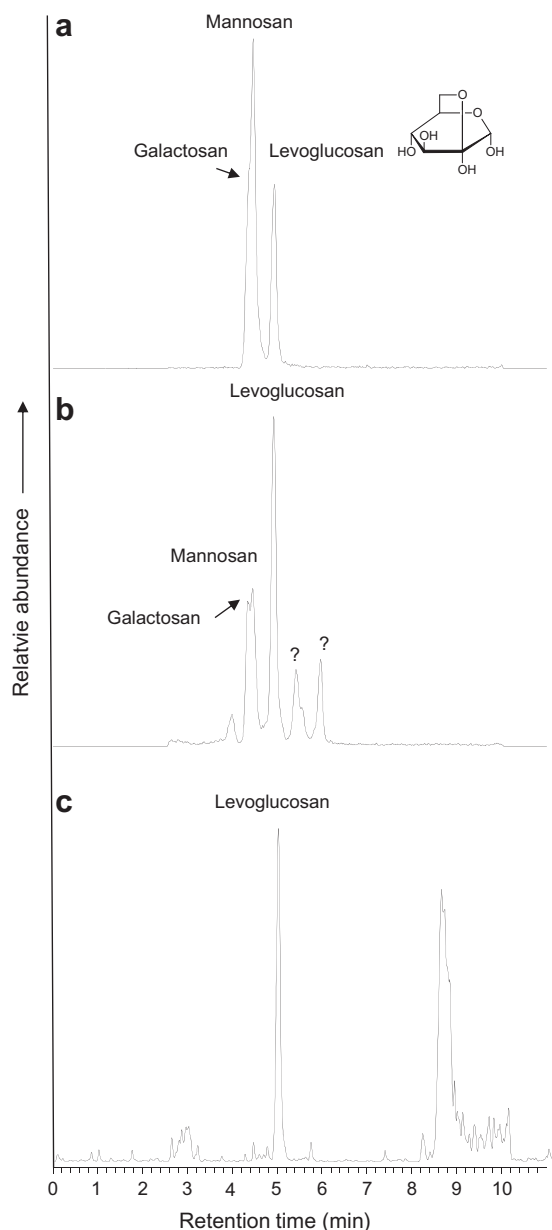 a
Mannosan
Galactosan
Levoglucosan
O
O
OH
HO
HO
OH
OH
b
Levoglucosan
Mannosan
Galactosan
?
?
c
Levoglucosan
Relatvie abundance
0 1 2 3 4 5 6 7 8 9 10
Retention time (min)